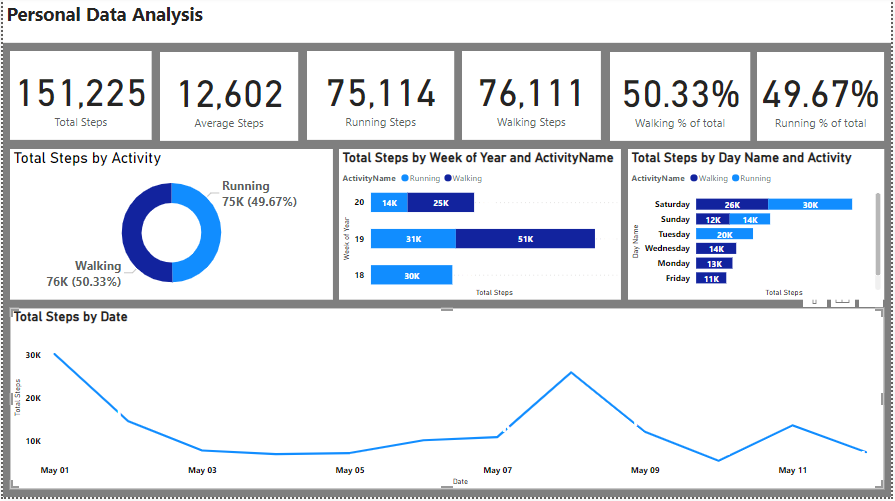 Personal Data Analysis
151,225
Total Steps
12,602
Average Steps
75,114
Running Steps
76,111
Walking Steps
50.33%
Walking % of total
49.67%
Running % of total
Total Steps by Activity
Running
75K (49.67%)
Walking
76K (50.33%)
Total Steps by Week of Year and ActivityName
ActivityName Running Walking
Week of Year
20 14K 25K
19 31K 51K
18 30K
Total Steps
Total Steps by Day Name and Activity
ActivityName Walking Running
Day Name
Saturday 26K 30K
Sunday 12K 14K
Tuesday 20K
Wednesday 14K
Monday 13K
Friday 11K
Total Steps
Total Steps by Date
Total Steps
30K
20K
10K
May 01 May 03 May 05 May 07 May 09 May 11
Date